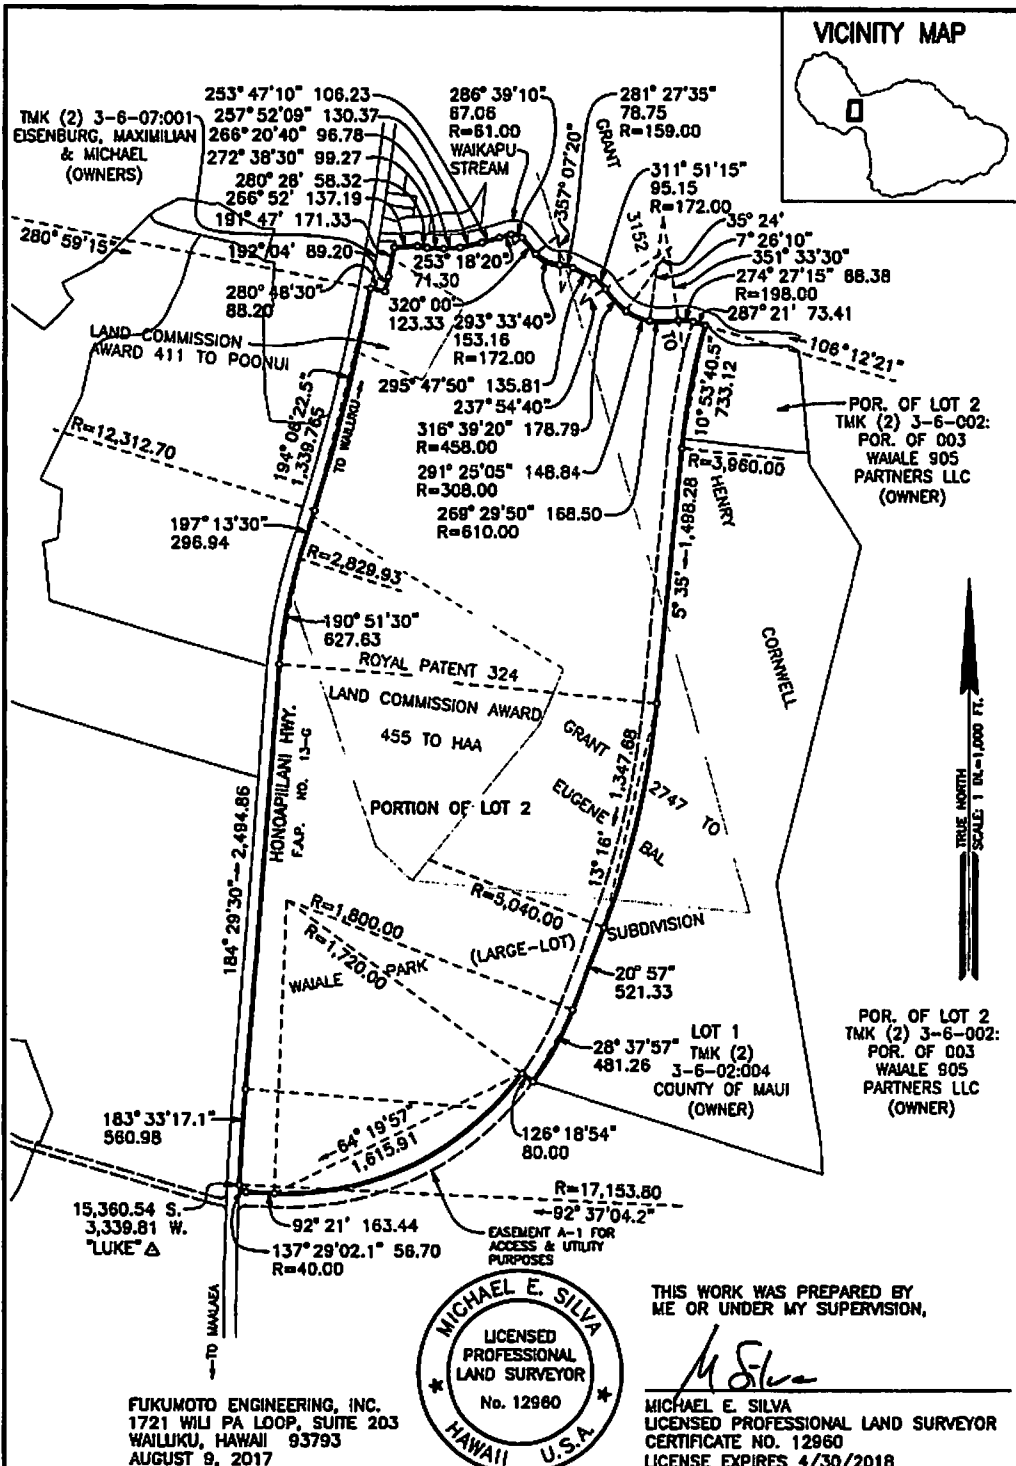 VICINITY MAP
253° 47'10" 106.23
257° 52'09" 130.37
266° 20'40" 96.78
272° 38'30" 99.27
280° 28' 58.32
266° 52' 137.19
191° 47' 171.33
192° 04' 89.20
280° 48'30"
88.20
TMK (2) 3-6-07:001
EISENBURG, MAXIMILIAN
& MICHAEL
(OWNERS)
280° 59'15"
286° 39'10"
67.06
R=61.00
WAIKAPU
STREAM
281° 27'35"
78.75
R=159.00
GRANT
3152
TO
HENRY
CORNWELL
357° 07'20"
311° 51'15"
95.15
R=172.00
35° 24'
7° 26'10"
351° 33'30"
274° 27'15" 88.38
R=198.00
287° 21' 73.41
106° 12'21"
253° 18'20"
71.30
320° 00'
123.33
293° 33'40"
153.16
R=172.00
295° 47'50" 135.81
237° 54'40"
316° 39'20" 178.79
R=458.00
291° 25'05" 148.84
R=308.00
269° 29'50" 168.50
R=610.00
LAND COMMISSION
AWARD 411 TO POONUI
R=12,312.70
194° 08'22.5"
1,339.765
TO WAILUKU
10° 53'40.5"
733.12
R=3,960.00
POR. OF LOT 2
TMK (2) 3-6-002:
POR. OF 003
WAIALE 905
PARTNERS LLC
(OWNER)
197° 13'30"
296.94
R=2,829.93
190° 51'30"
627.63
5° 35' 1,498.28
ROYAL PATENT 324
LAND COMMISSION AWARD
455 TO HAA
GRANT 2747 TO
EUGENE BAL
PORTION OF LOT 2
HONOAPIILANI HWY.
F.A.P. NO. 13-G
184° 29'30" 2,494.86
13° 16' 1,347.68
TRUE NORTH
SCALE: 1 IN.=1,000 FT.
R=5,040.00
R=1,800.00
R=1,720.00
WAIALE PARK (LARGE-LOT) SUBDIVISION
20° 57"
521.33
28° 37'57"
481.26
LOT 1
TMK (2)
3-6-02:004
COUNTY OF MAUI
(OWNER)
POR. OF LOT 2
TMK (2) 3-6-002:
POR. OF 003
WAIALE 905
PARTNERS LLC
(OWNER)
183° 33'17.1"
560.98
64° 19'57"
1,615.91
126° 18'54"
80.00
R=17,153.80
92° 37'04.2"
15,360.54 S.
3,339.81 W.
"LUKE" △
92° 21' 163.44
137° 29'02.1" 56.70
R=40.00
EASEMENT A-1 FOR
ACCESS & UTILITY
PURPOSES
TO MAALAEA
MICHAEL E. SILVA
LICENSED
PROFESSIONAL
LAND SURVEYOR
No. 12960
HAWAII U.S.A.
THIS WORK WAS PREPARED BY
ME OR UNDER MY SUPERVISION,
M Silva
MICHAEL E. SILVA
LICENSED PROFESSIONAL LAND SURVEYOR
CERTIFICATE NO. 12960
LICENSE EXPIRES 4/30/2018
FUKUMOTO ENGINEERING, INC.
1721 WILI PA LOOP, SUITE 203
WAILUKU, HAWAII 93793
AUGUST 9, 2017